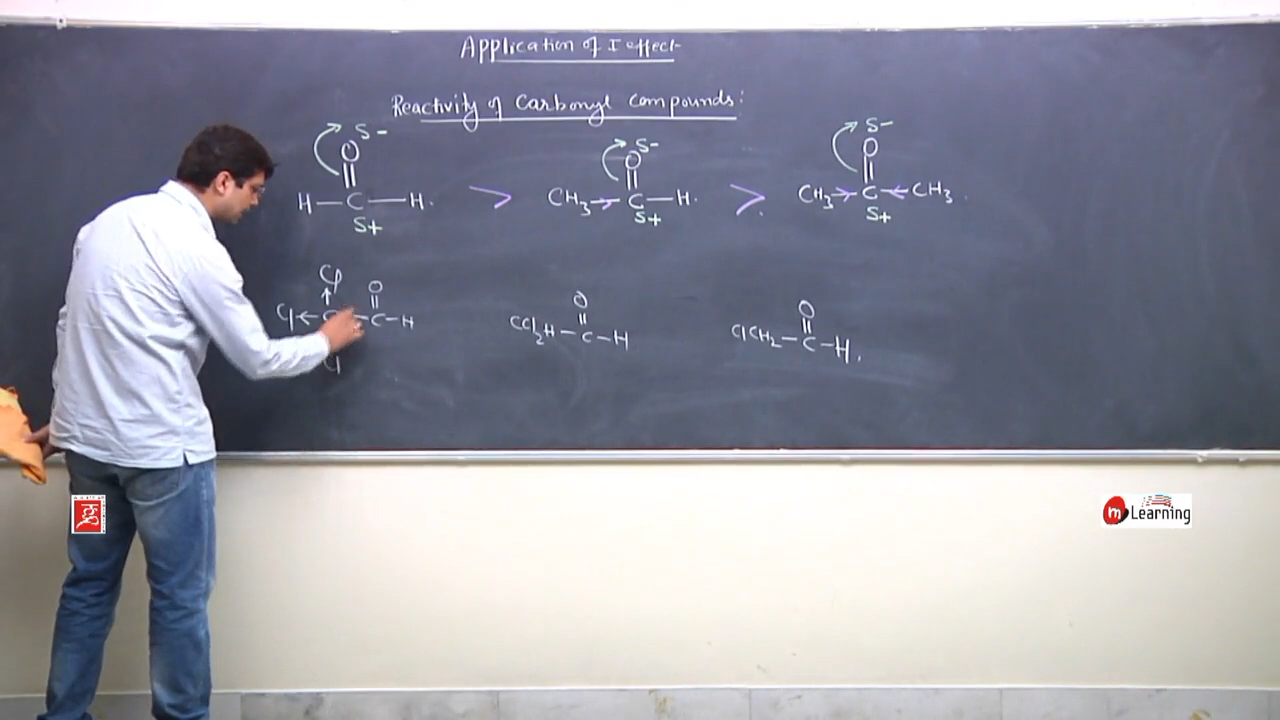 Application of I effect
Reactivity of Carbonyl Compounds:
S- S- S-
O O O
H-C-H. > CH3-C-H. > CH3-C-CH3.
S+ S+ S+
Cl O O O
Cl C-C-H CCl2H-C-H ClCH2-C-H.
Cl
m Learning